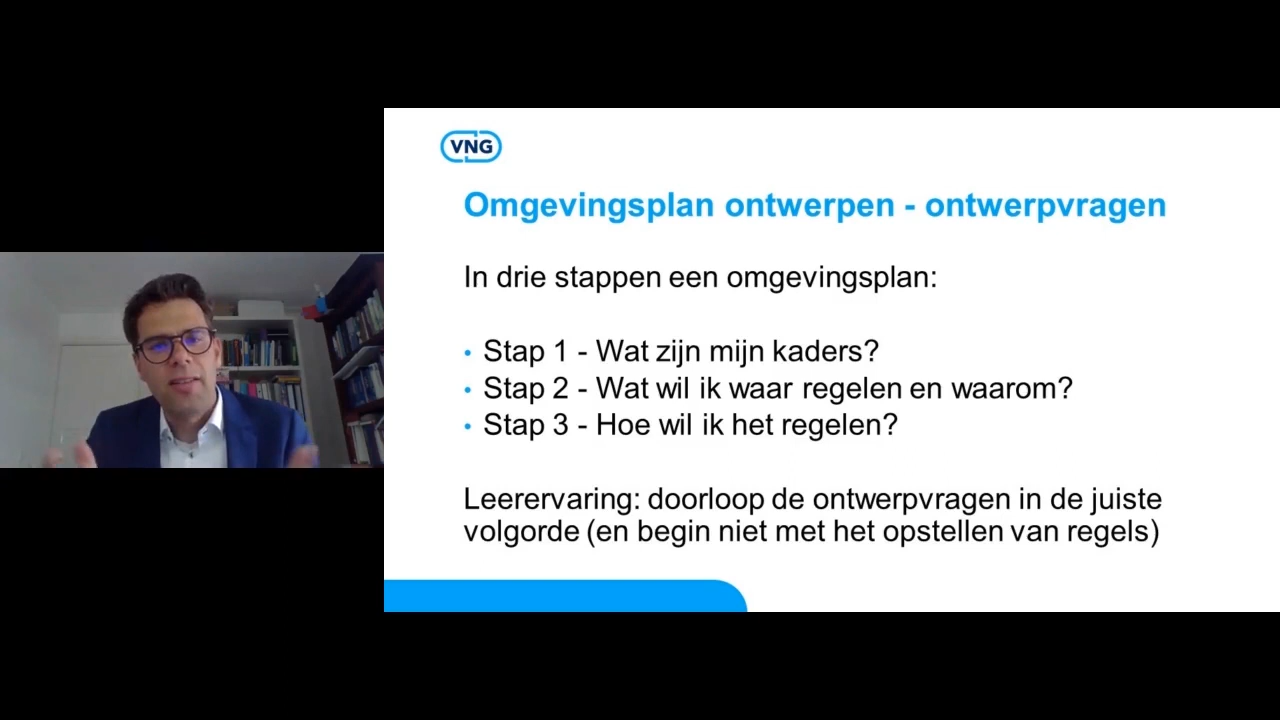 VNG
Omgevingsplan ontwerpen - ontwerpvragen
In drie stappen een omgevingsplan:
• Stap 1 - Wat zijn mijn kaders?
• Stap 2 - Wat wil ik waar regelen en waarom?
• Stap 3 - Hoe wil ik het regelen?
Leerervaring: doorloop de ontwerpvragen in de juiste
volgorde (en begin niet met het opstellen van regels)